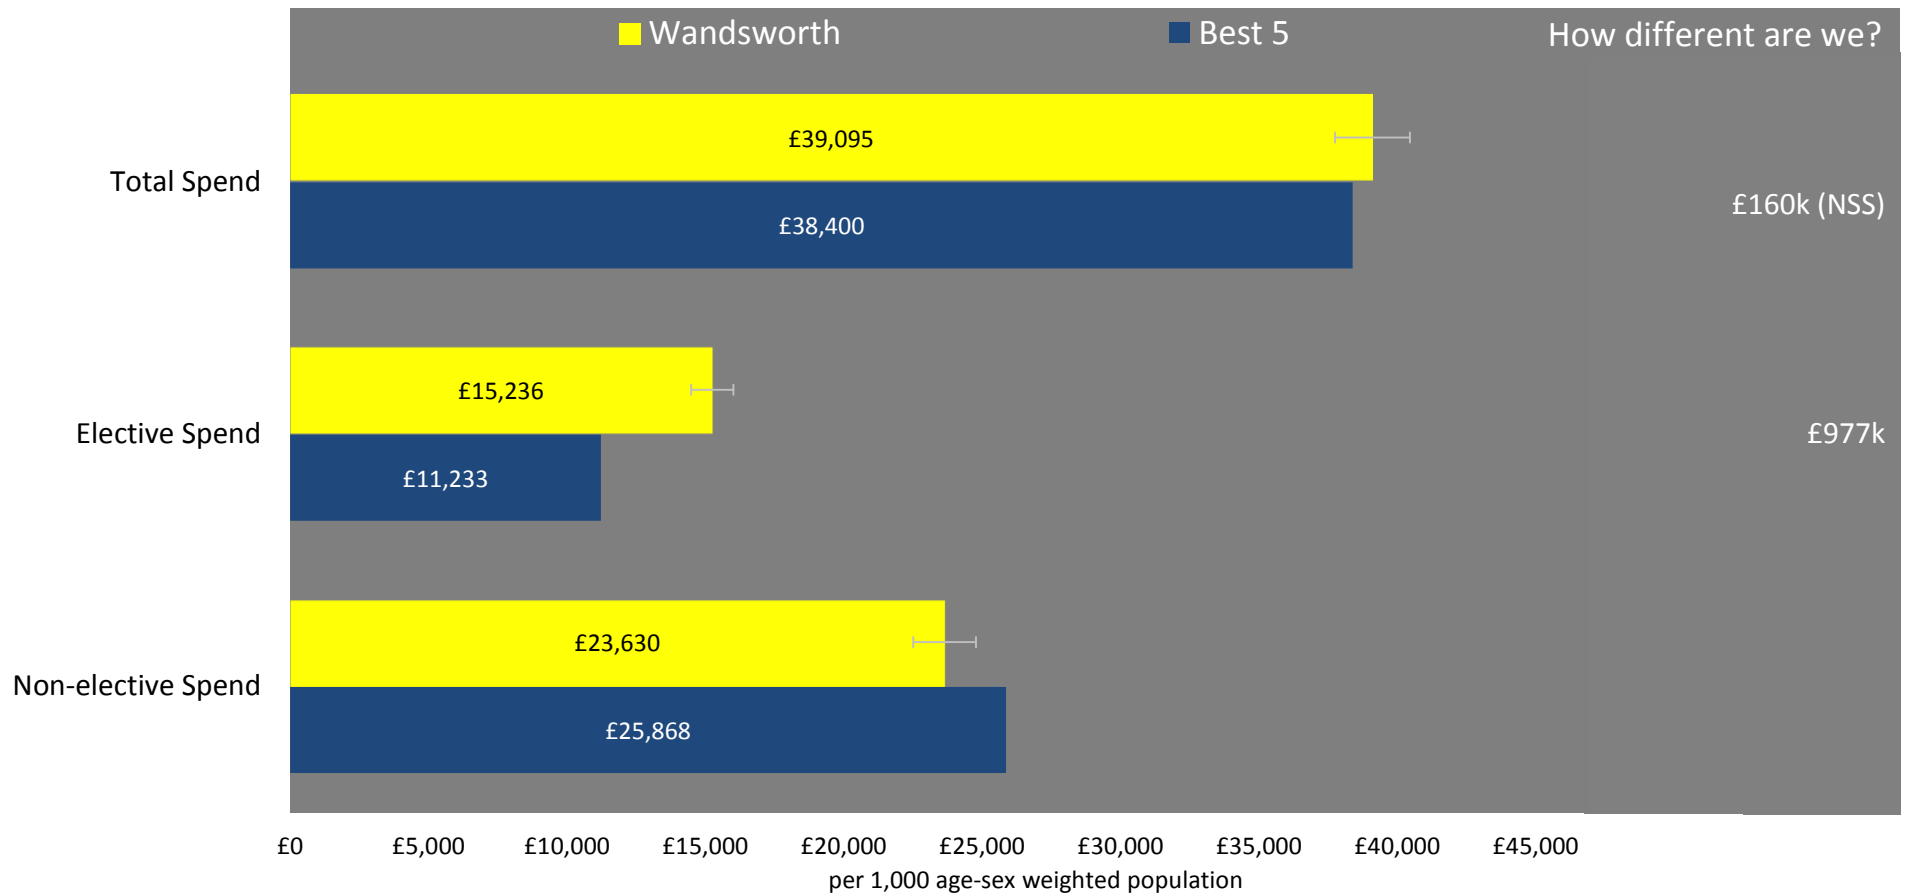 Wandsworth
Best 5
How different are we?
Total Spend
£39,095
£38,400
£160k (NSS)
Elective Spend
£15,236
£11,233
£977k
Non-elective Spend
£23,630
£25,868
£0 £5,000 £10,000 £15,000 £20,000 £25,000 £30,000 £35,000 £40,000 £45,000
per 1,000 age-sex weighted population